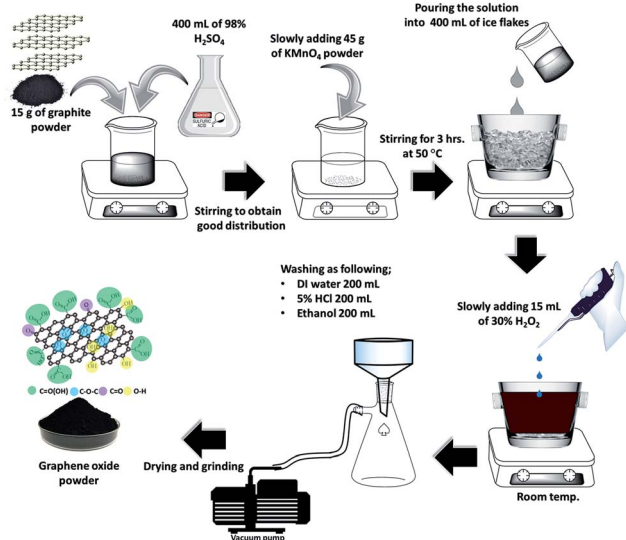 400 mL of 98%
H₂SO₄
15 g of graphite
powder
DANGER
SULFURIC
ACID
Slowly adding 45 g
of KMnO₄ powder
Pouring the solution
into 400 mL of ice flakes
Stirring to obtain
good distribution
Stirring for 3 hrs.
at 50 °C
Slowly adding 15 mL
of 30% H₂O₂
Room temp.
Washing as following;
• DI water 200 mL
• 5% HCl 200 mL
• Ethanol 200 mL
Vacuum pump
Drying and grinding
C=O(OH) C-O-C C=O O-H
Graphene oxide
powder